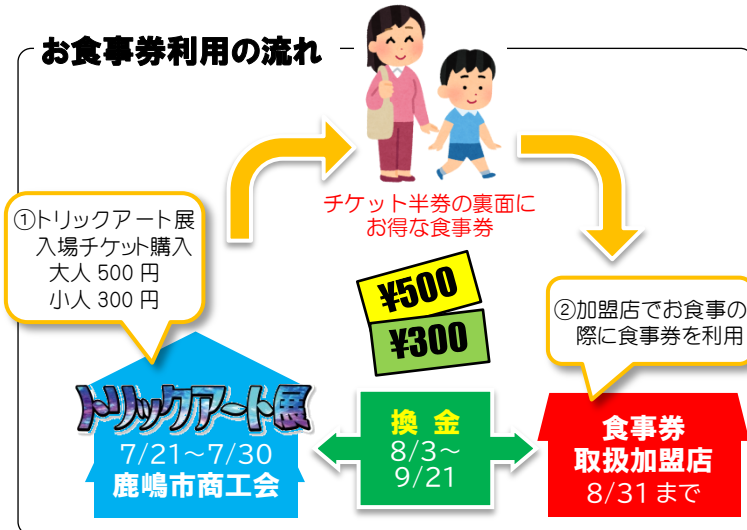 お食事券利用の流れ
①トリックアート展
入場チケット購入
大人 500 円
小人 300 円
チケット半券の裏面に
お得な食事券
¥500
¥300
②加盟店でお食事の
際に食事券を利用
トリックアート展
7/21～7/30
鹿嶋市商工会
換金
8/3～
9/21
食事券
取扱加盟店
8/31 まで